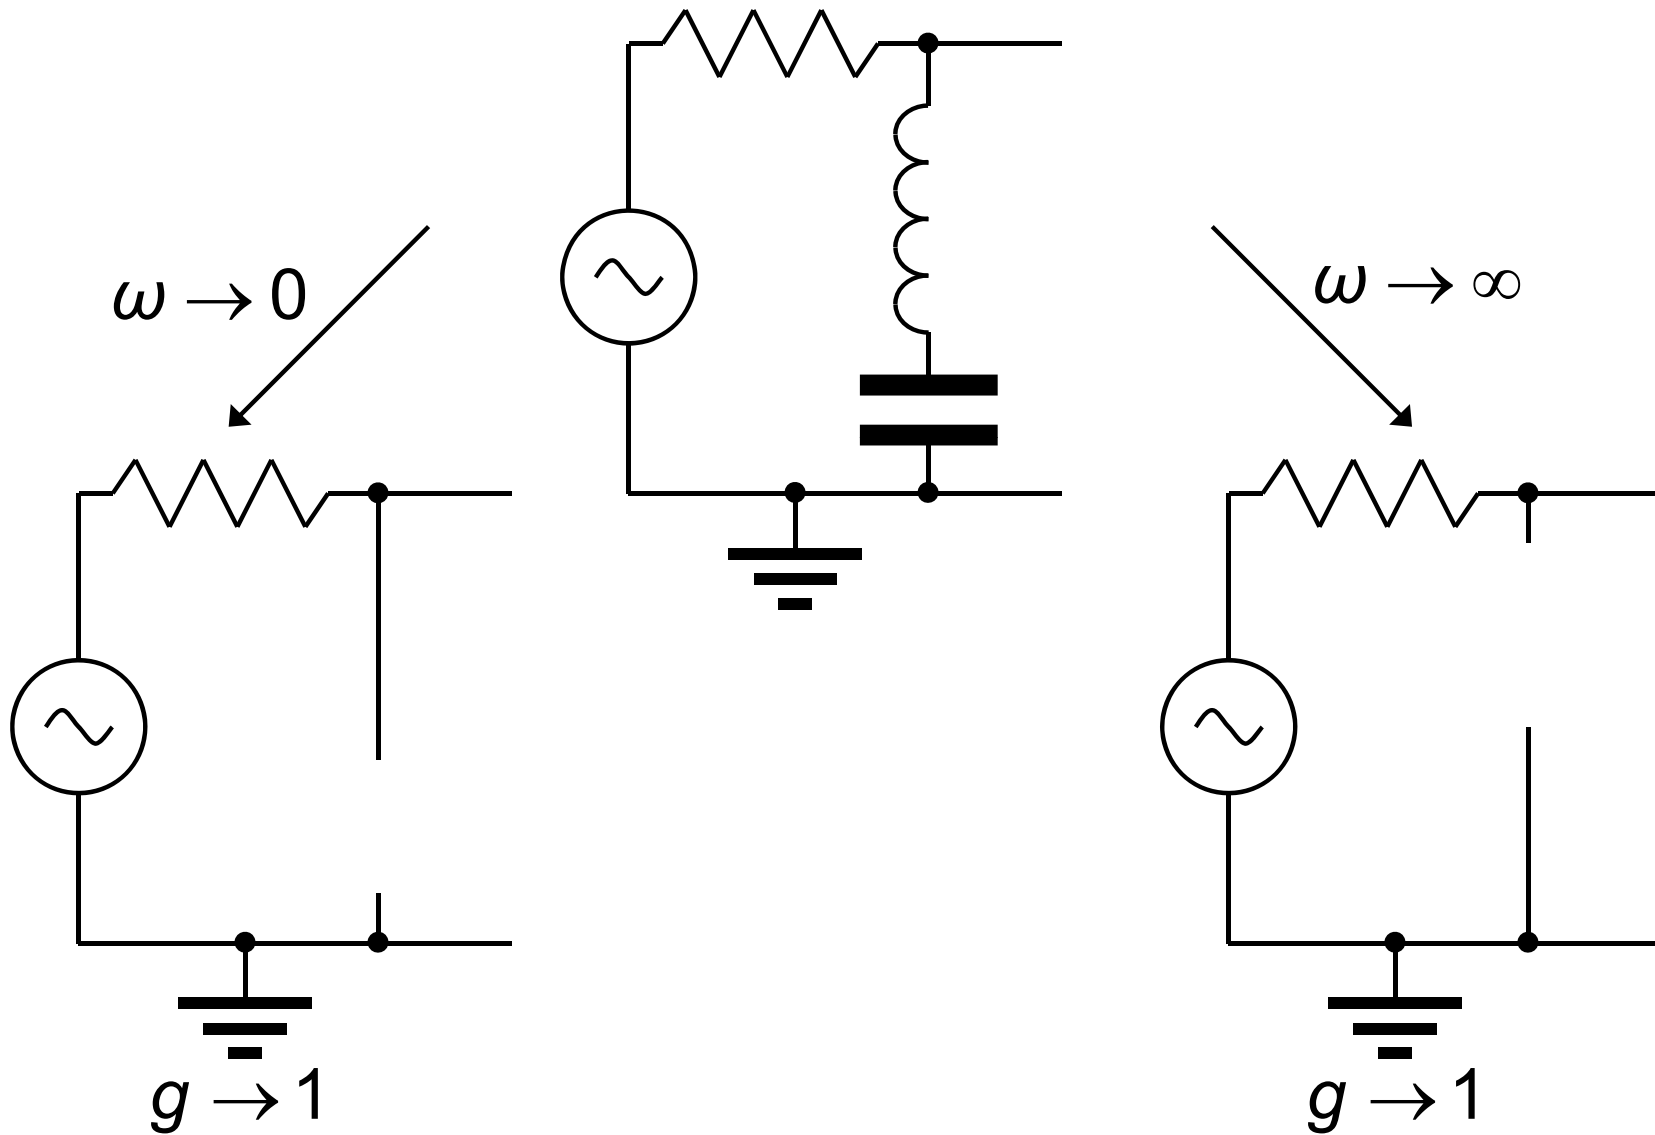 ω → 0
ω → ∞
g → 1
g → 1